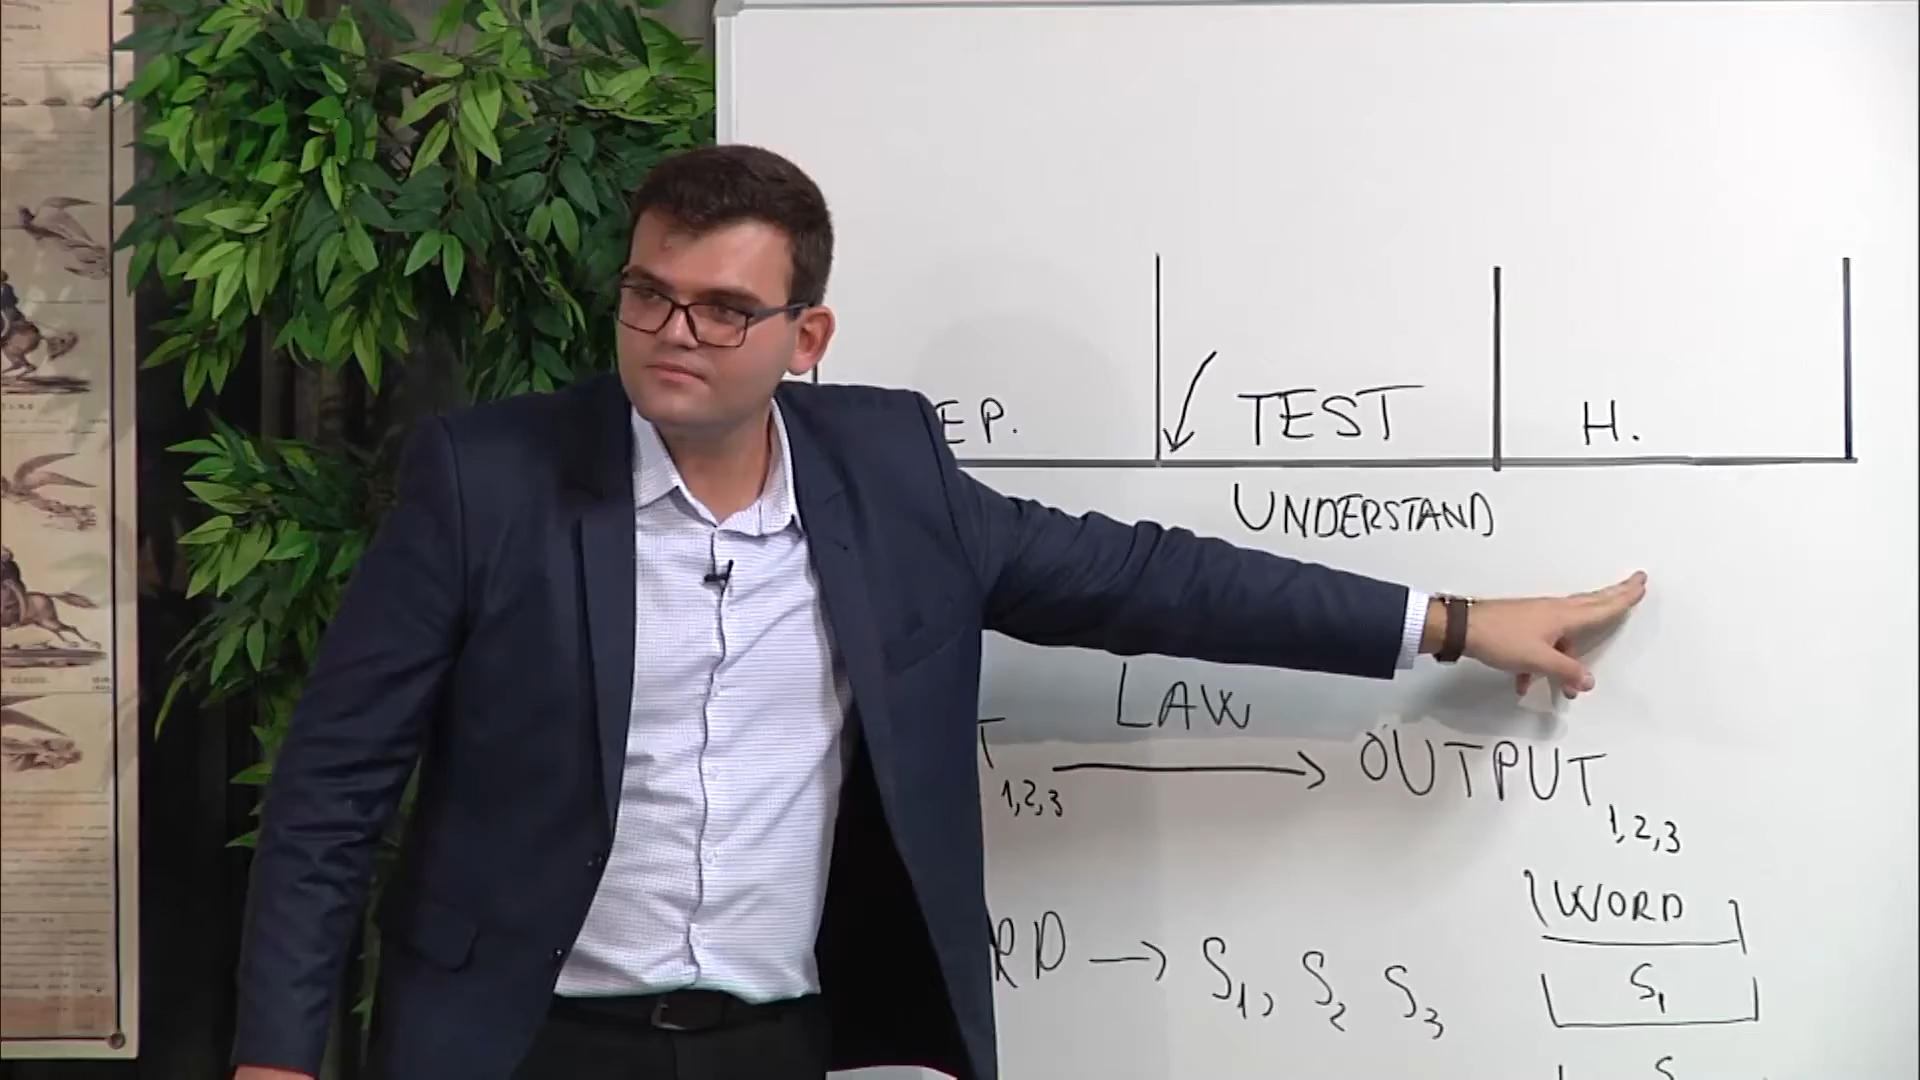 EP. TEST H.
UNDERSTAND
LAW
T 1,2,3 → OUTPUT 1,2,3
WORD
RD → S1, S2 S3
S1
S